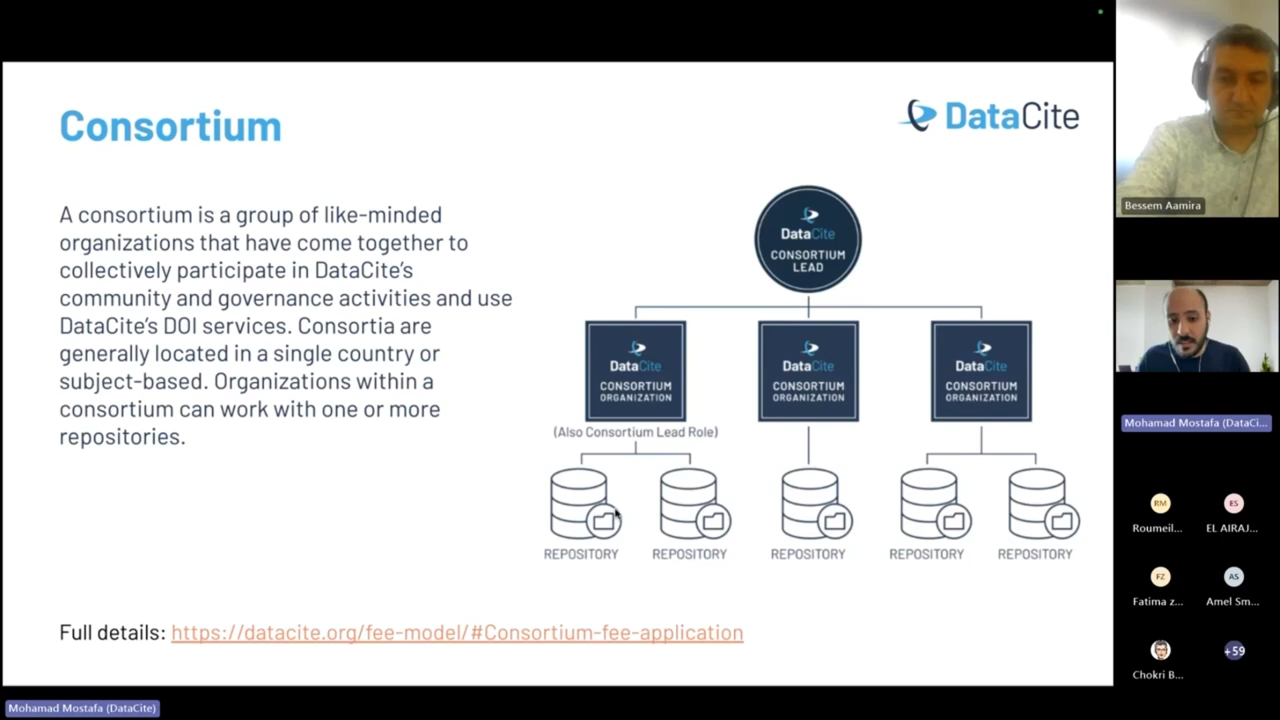 Consortium
DataCite
A consortium is a group of like-minded
organizations that have come together to
collectively participate in DataCite's
community and governance activities and use
DataCite's DOI services. Consortia are
generally located in a single country or
subject-based. Organizations within a
consortium can work with one or more
repositories.
DataCite
CONSORTIUM
LEAD
DataCite
CONSORTIUM
ORGANIZATION
DataCite
CONSORTIUM
ORGANIZATION
DataCite
CONSORTIUM
ORGANIZATION
(Also Consortium Lead Role)
REPOSITORY
REPOSITORY
REPOSITORY
REPOSITORY
REPOSITORY
Full details: https://datacite.org/fee-model/#Consortium-fee-application
Mohamad Mostafa (DataCite)
Bessem Aamira
Mohamad Mostafa (DataCi...
RM
Roumeil...
ES
EL AIRAJ...
FZ
Fatima z...
AS
Amel Sm...
Chokri B...
+59